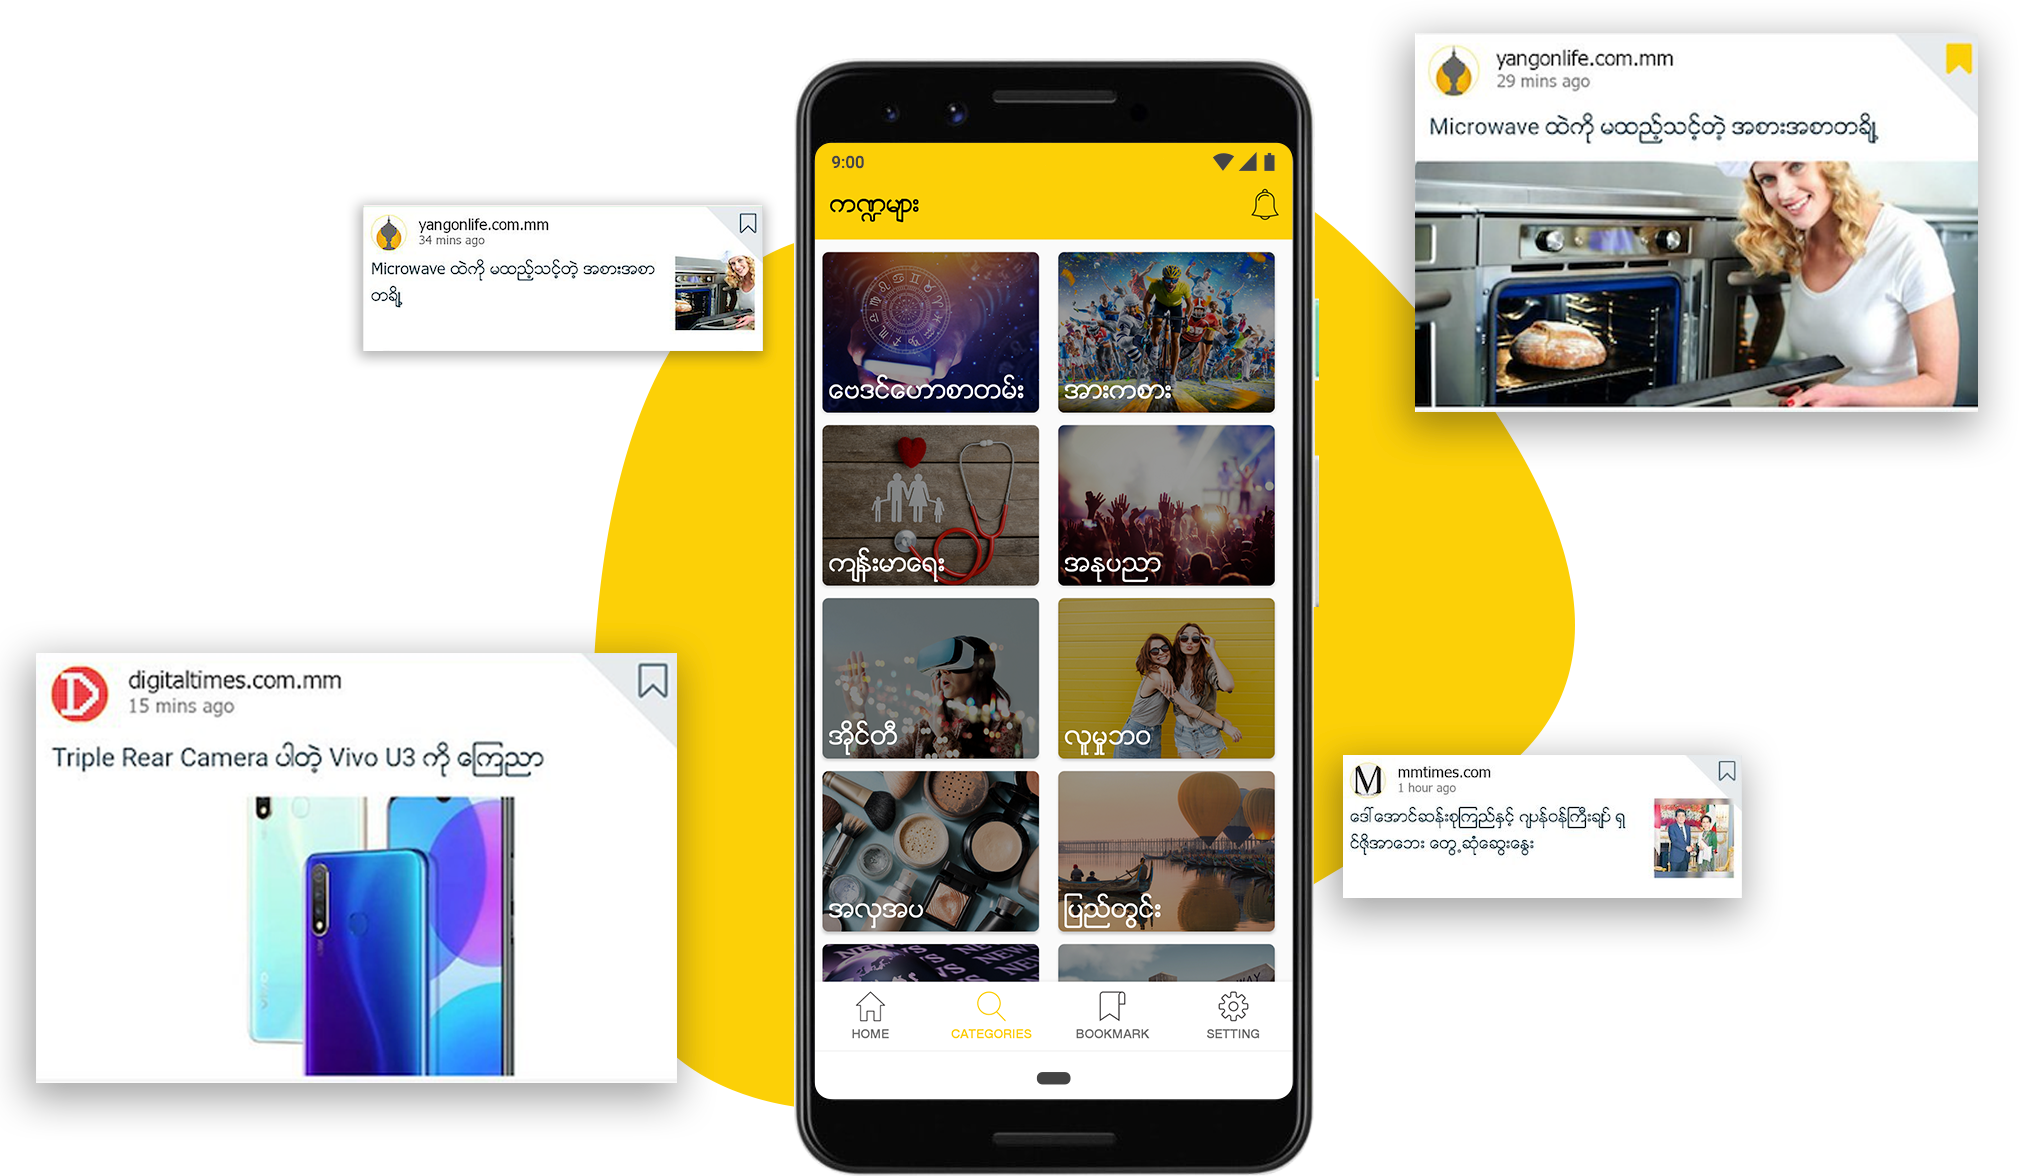 yangonlife.com.mm
29 mins ago
Microwave ထဲကို မထည့်သင့်တဲ့ အစားအစာတချို့
9:00
ကဏ္ဍများ
yangonlife.com.mm
34 mins ago
Microwave ထဲကို မထည့်သင့်တဲ့ အစားအစာ
တချို့
ဗေဒင်ဟောစာတမ်း
အားကစား
ကျန်းမာရေး
အနုပညာ
digitaltimes.com.mm
15 mins ago
Triple Rear Camera ပါတဲ့ Vivo U3 ကို ကြေညာ
အိုင်တီ
လူမှုဘဝ
mmtimes.com
1 hour ago
ဒေါ်အောင်ဆန်းစုကြည်နှင့် ဂျပန်ဝန်ကြီးချုပ် ရှ
င်ဇိုအာဘေး တွေ့ဆုံဆွေးနွေး
အလှအပ
ပြည်တွင်း
NEWS
NEWS
HOME
CATEGORIES
BOOKMARK
SETTING